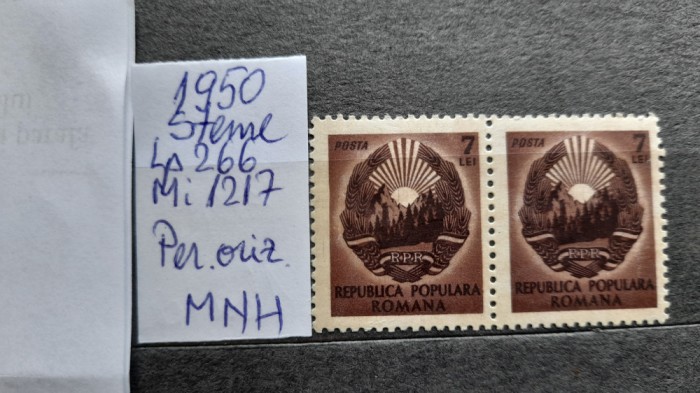 1950
Steme
Lp 266
Mi 1217
Per. oriz.
MNH
POSTA 7
LEI
R.P.R
REPUBLICA POPULARA
ROMANA
POSTA 7
LEI
R.P.R
REPUBLICA POPULARA
ROMANA